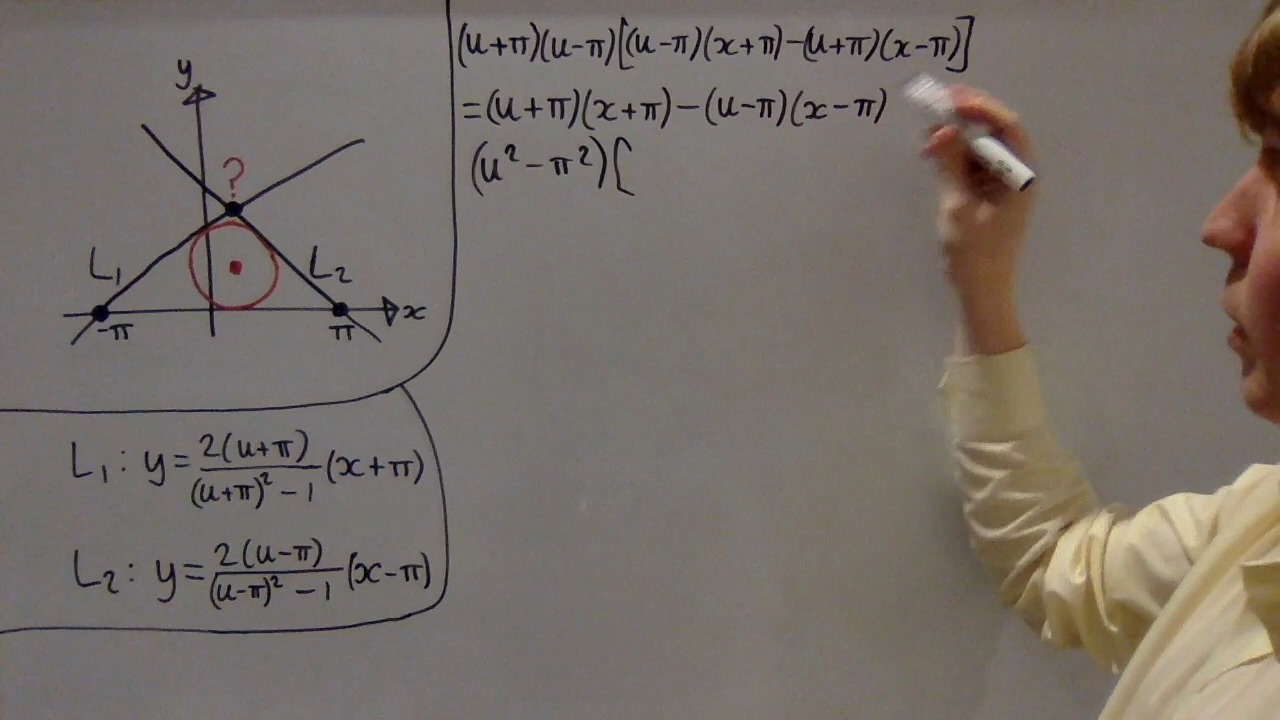 y
?
L₁
L₂
-π
π
x
L₁: y = 2(u+π)/((u+π)² - 1) (x+π)
L₂: y = 2(u-π)/((u-π)² - 1) (x-π)
(u+π)(u-π)[(u-π)(x+π)-(u+π)(x-π)]
=(u+π)(x+π)-(u-π)(x-π)
(u²-π²)[